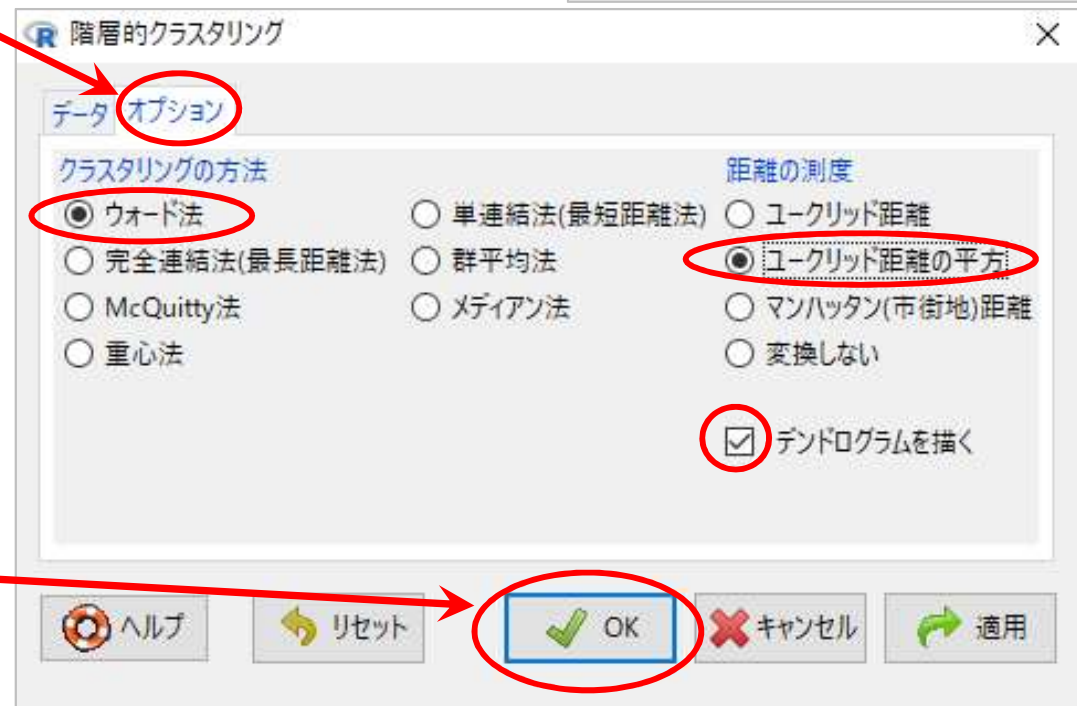 階層的クラスタリング
データ オプション
クラスタリングの方法
ウォード法
単連結法(最短距離法)
完全連結法(最長距離法)
群平均法
McQuitty法
メディアン法
重心法
距離の測度
ユークリッド距離
ユークリッド距離の平方
マンハッタン(市街地)距離
変換しない
デンドログラムを描く
ヘルプ リセット OK キャンセル 適用